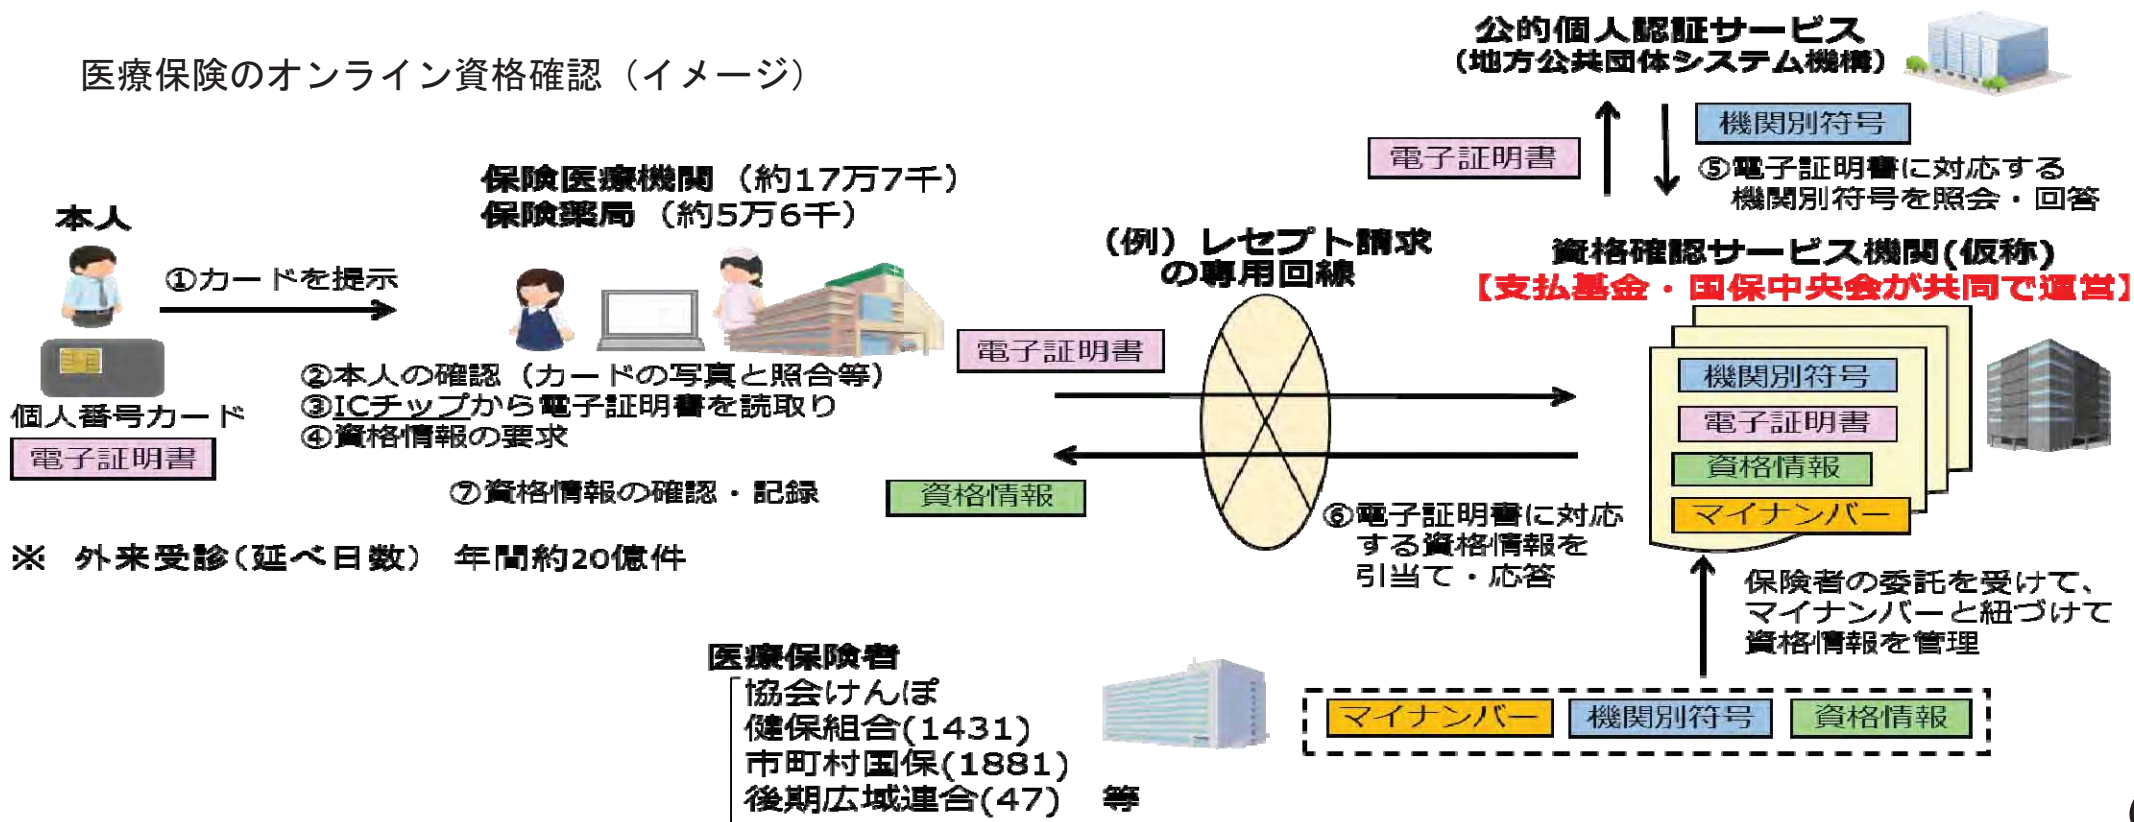 医療保険のオンライン資格確認（イメージ）
公的個人認証サービス
（地方公共団体システム機構）
電子証明書
機関別符号
⑤電子証明書に対応する
機関別符号を照会・回答
本人
①カードを提示
個人番号カード
電子証明書
保険医療機関（約17万7千）
保険薬局（約5万6千）
②本人の確認（カードの写真と照合等）
③ICチップから電子証明書を読取り
④資格情報の要求
⑦資格情報の確認・記録
電子証明書
資格情報
（例）レセプト請求
の専用回線
資格確認サービス機関(仮称)
【支払基金・国保中央会が共同で運営】
機関別符号
電子証明書
資格情報
マイナンバー
⑥電子証明書に対応
する資格情報を
引当て・応答
※　外来受診（延べ日数）　年間約20億件
保険者の委託を受けて、
マイナンバーと紐づけて
資格情報を管理
医療保険者
協会けんぽ
健保組合(1431)
市町村国保(1881)
後期広域連合(47)　等
マイナンバー
機関別符号
資格情報